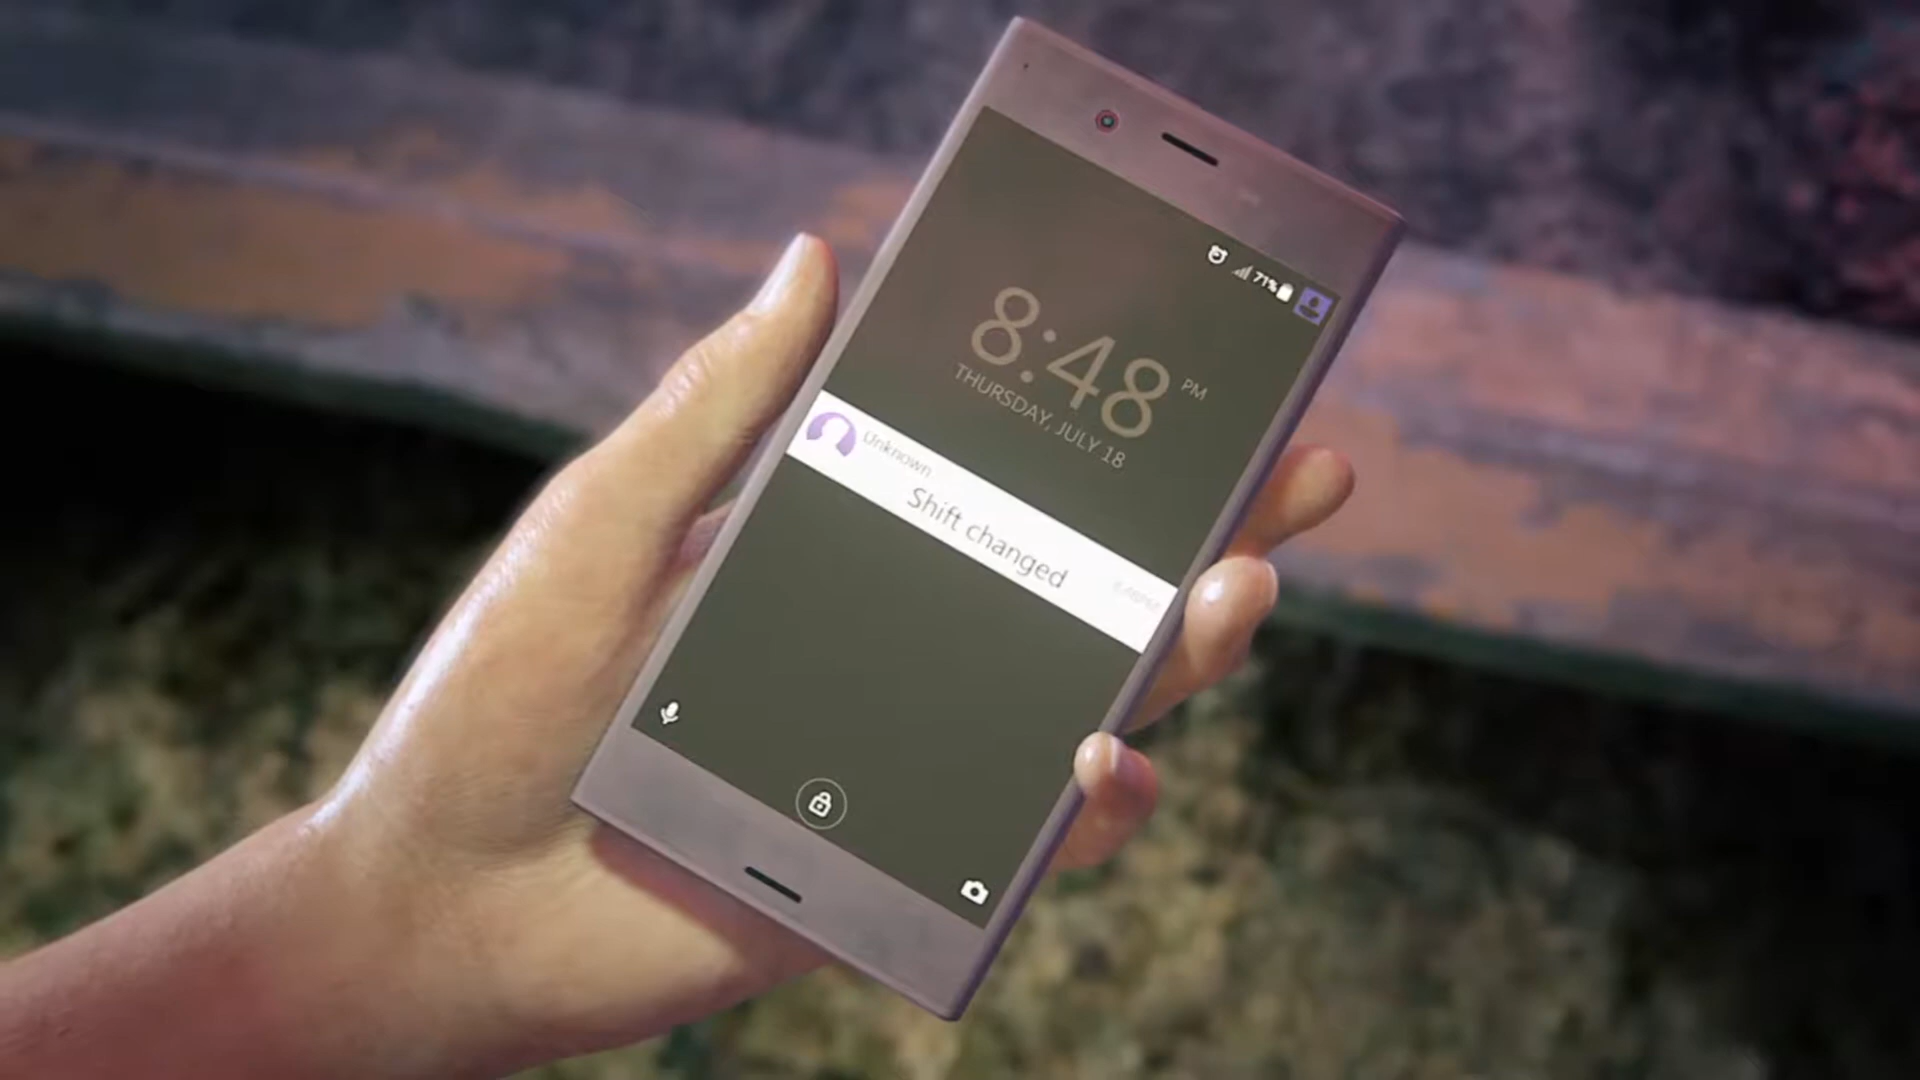 71%
8:48 PM
THURSDAY, JULY 18
Unknown
Shift changed